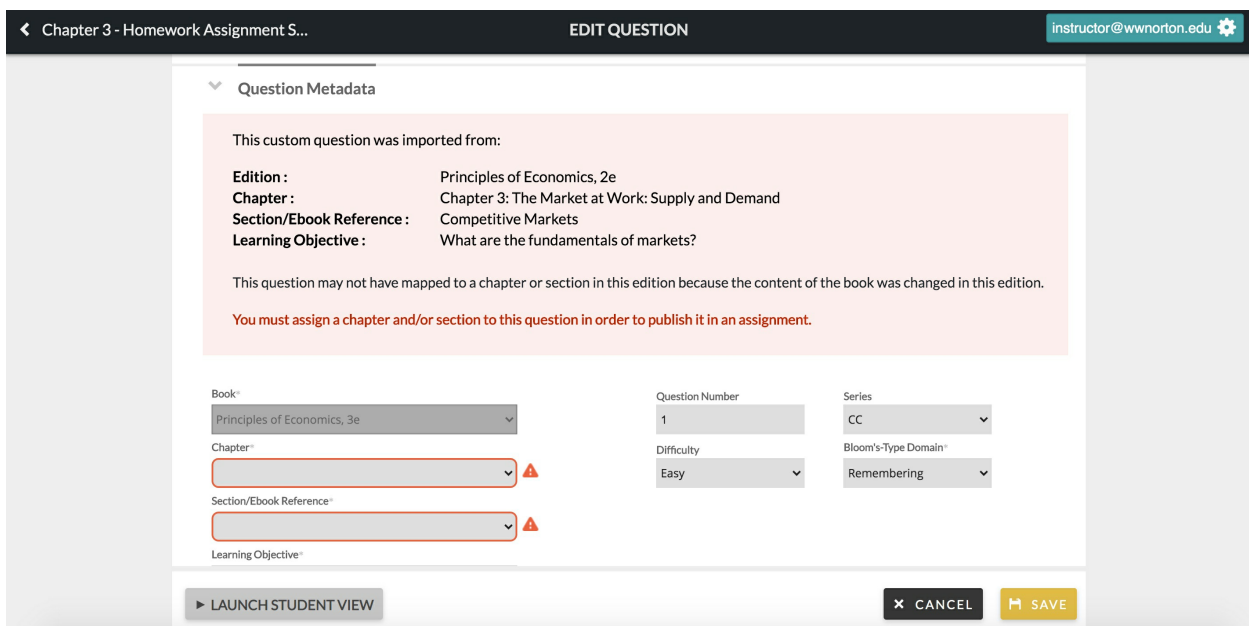 Chapter 3 - Homework Assignment S...
EDIT QUESTION
instructor@wwnorton.edu
Question Metadata
This custom question was imported from:
Edition : Principles of Economics, 2e
Chapter : Chapter 3: The Market at Work: Supply and Demand
Section/Ebook Reference : Competitive Markets
Learning Objective : What are the fundamentals of markets?
This question may not have mapped to a chapter or section in this edition because the content of the book was changed in this edition.
You must assign a chapter and/or section to this question in order to publish it in an assignment.
Book*
Principles of Economics, 3e
Chapter*
Section/Ebook Reference*
Learning Objective*
Question Number
1
Series
CC
Difficulty
Easy
Bloom's-Type Domain*
Remembering
LAUNCH STUDENT VIEW
CANCEL
SAVE